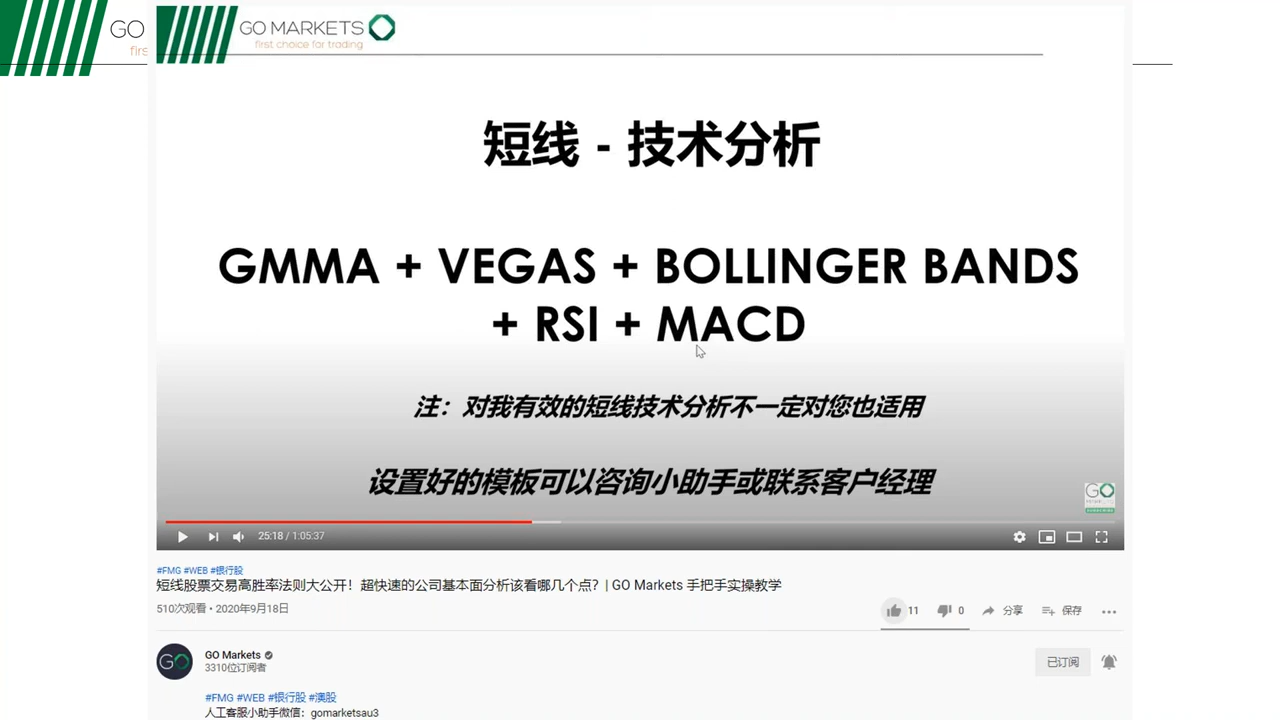 GO
firs
GO MARKETS
first choice for trading
短线 - 技术分析
GMMA + VEGAS + BOLLINGER BANDS
+ RSI + MACD
注：对我有效的短线技术分析不一定对您也适用
设置好的模板可以咨询小助手或联系客户经理
GO
25:18 / 1:05:37
#FMG #WEB #银行股
短线股票交易高胜率法则大公开！超快速的公司基本面分析该看哪几个点？| GO Markets 手把手实操教学
510次观看 • 2020年9月18日
11
0
分享
保存
GO
GO Markets
3310位订阅者
已订阅
#FMG #WEB #银行股 #澳股
人工客服小助手微信：gomarketsau3